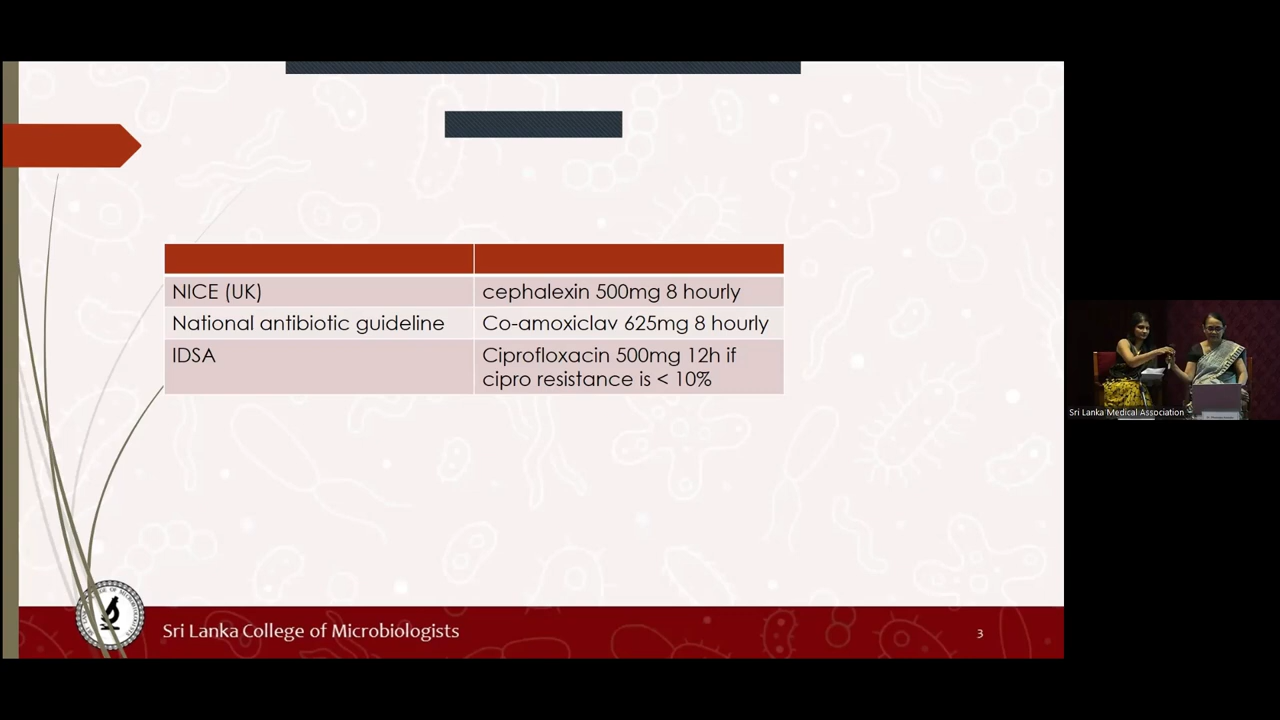 NICE (UK) cephalexin 500mg 8 hourly
National antibiotic guideline Co-amoxiclav 625mg 8 hourly
IDSA Ciprofloxacin 500mg 12h if
cipro resistance is < 10%
Sri Lanka Medical Association
Sri Lanka College of Microbiologists
3